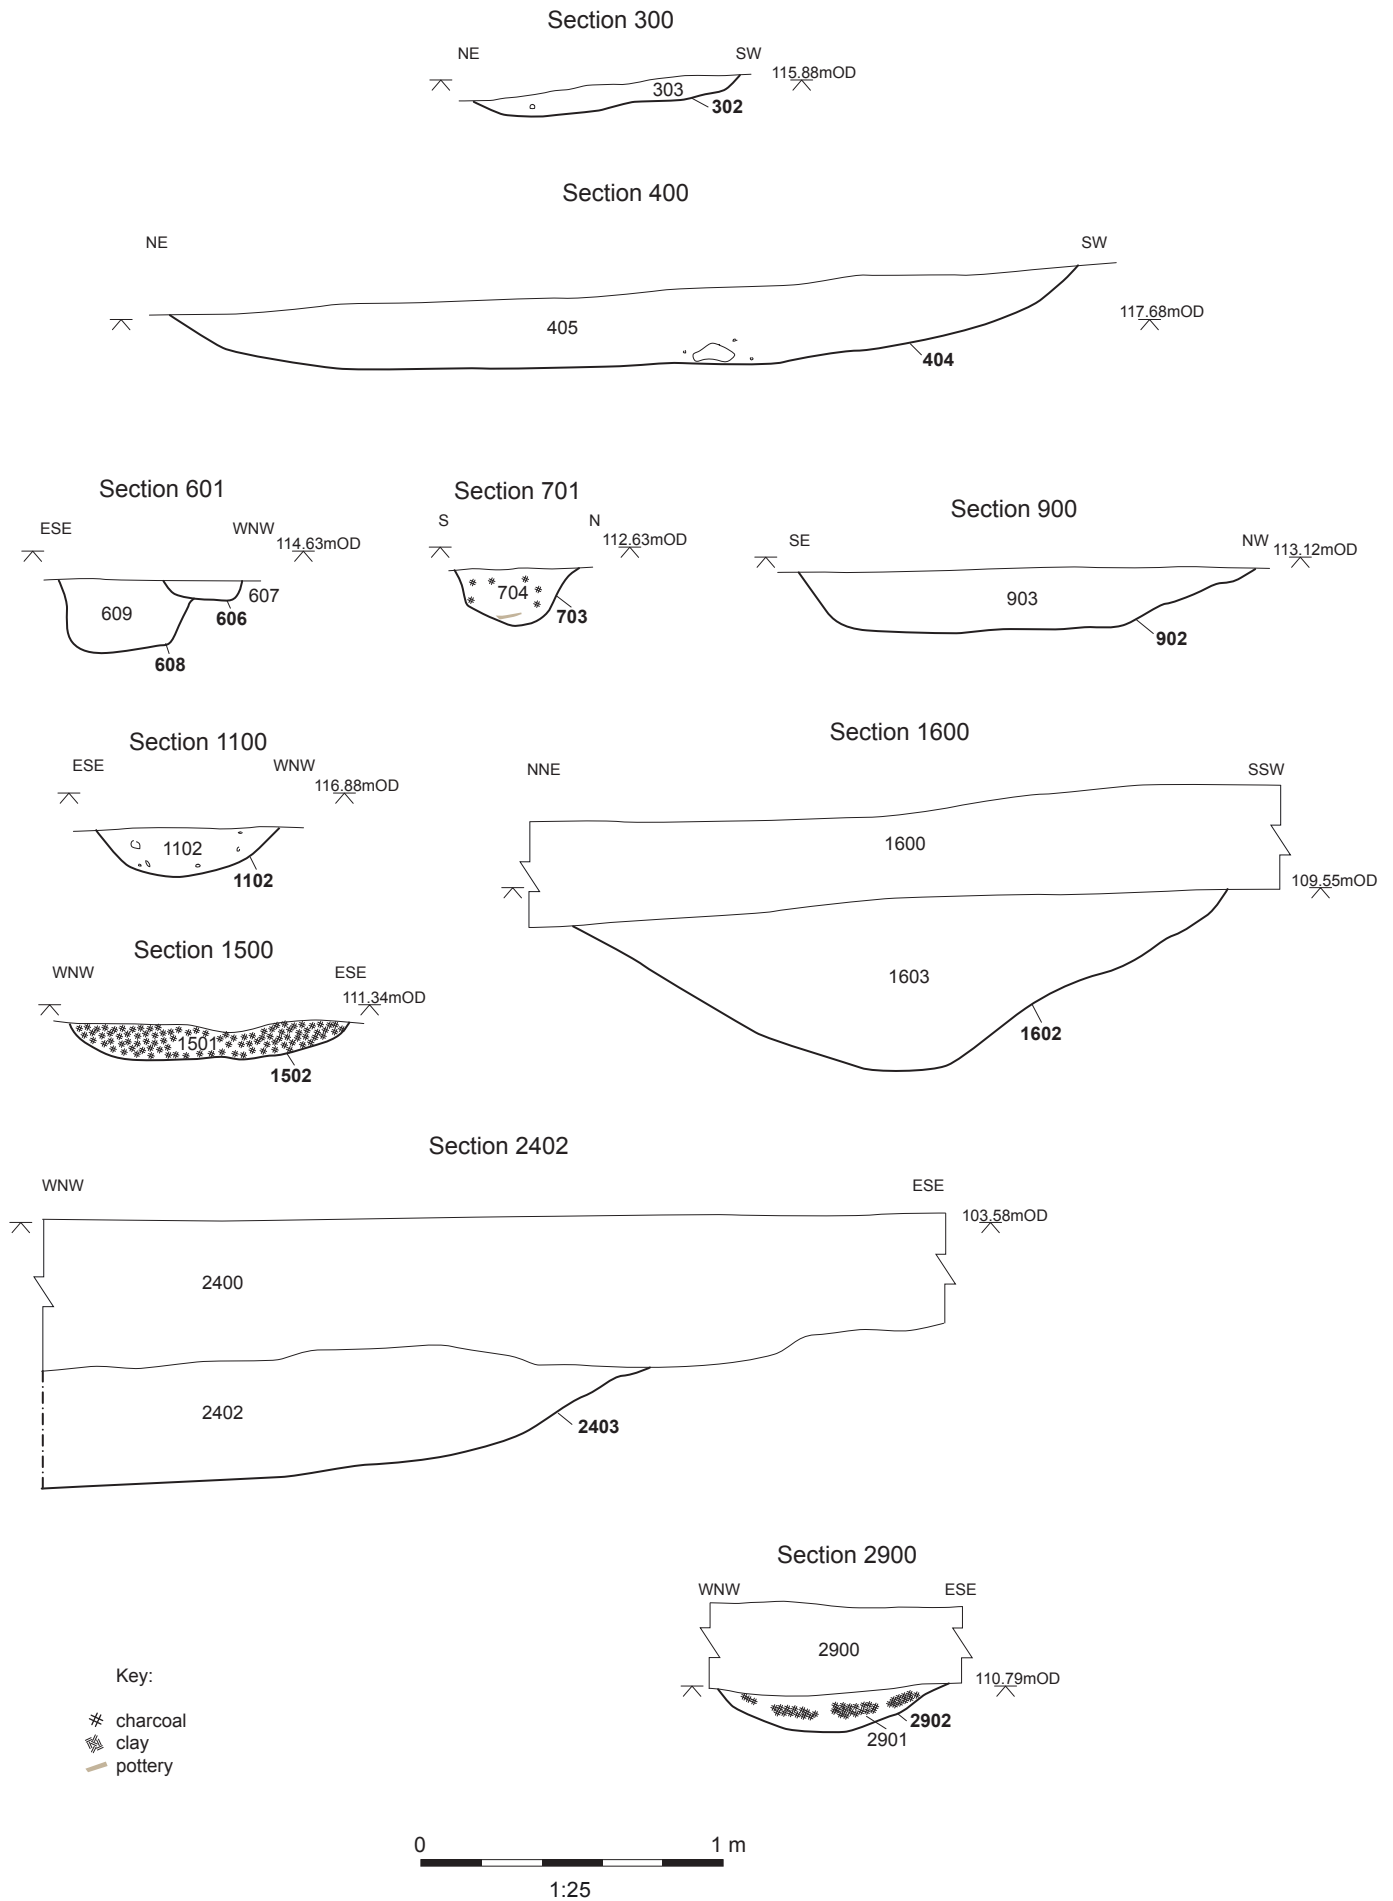 Section 300
NE SW
115.88mOD
303
302
Section 400
NE SW
117.68mOD
405
404
Section 601
ESE WNW
114.63mOD
609
607
606
608
Section 701
S N
112.63mOD
704
703
Section 900
SE NW
113.12mOD
903
902
Section 1100
ESE WNW
116.88mOD
1102
1102
Section 1600
NNE SSW
1600
109.55mOD
1603
1602
Section 1500
WNW ESE
111.34mOD
1501
1502
Section 2402
WNW ESE
103.58mOD
2400
2402
2403
Section 2900
WNW ESE
2900
110.79mOD
2902
2901
Key:
charcoal
clay
pottery
0 1 m
1:25